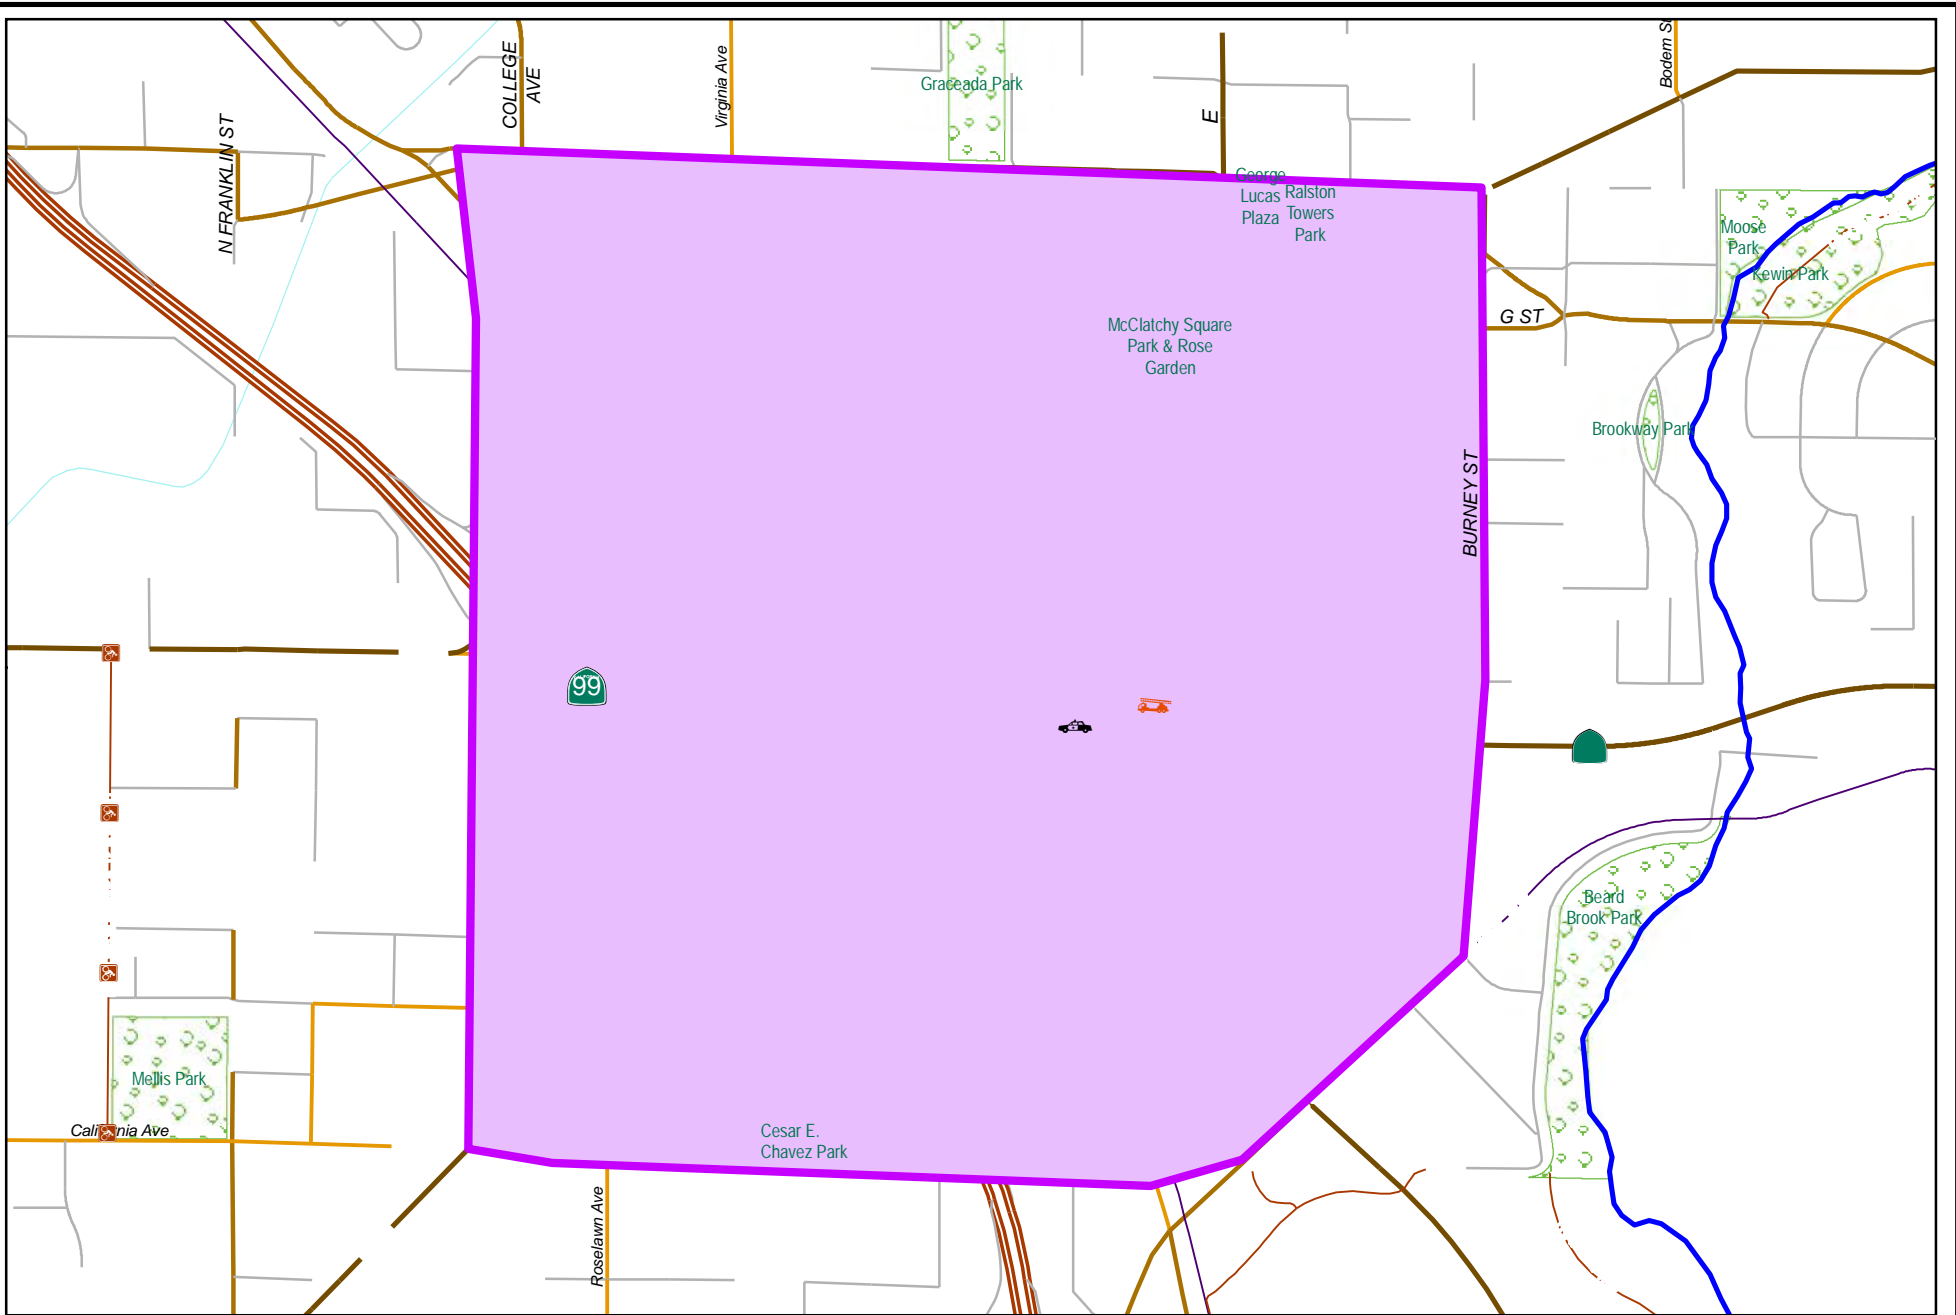 COLLEGE
AVE
Virginia Ave
Graceada Park
E
N FRANKLIN ST
George
Lucas
Plaza
Ralston
Towers
Park
Moose
Park
Kewin Park
G ST
McClatchy Square
Park & Rose
Garden
Brookway Park
BURNEY ST
99
Beard
Brook Park
Mellis Park
Cesar E.
Chavez Park
Roselawn Ave